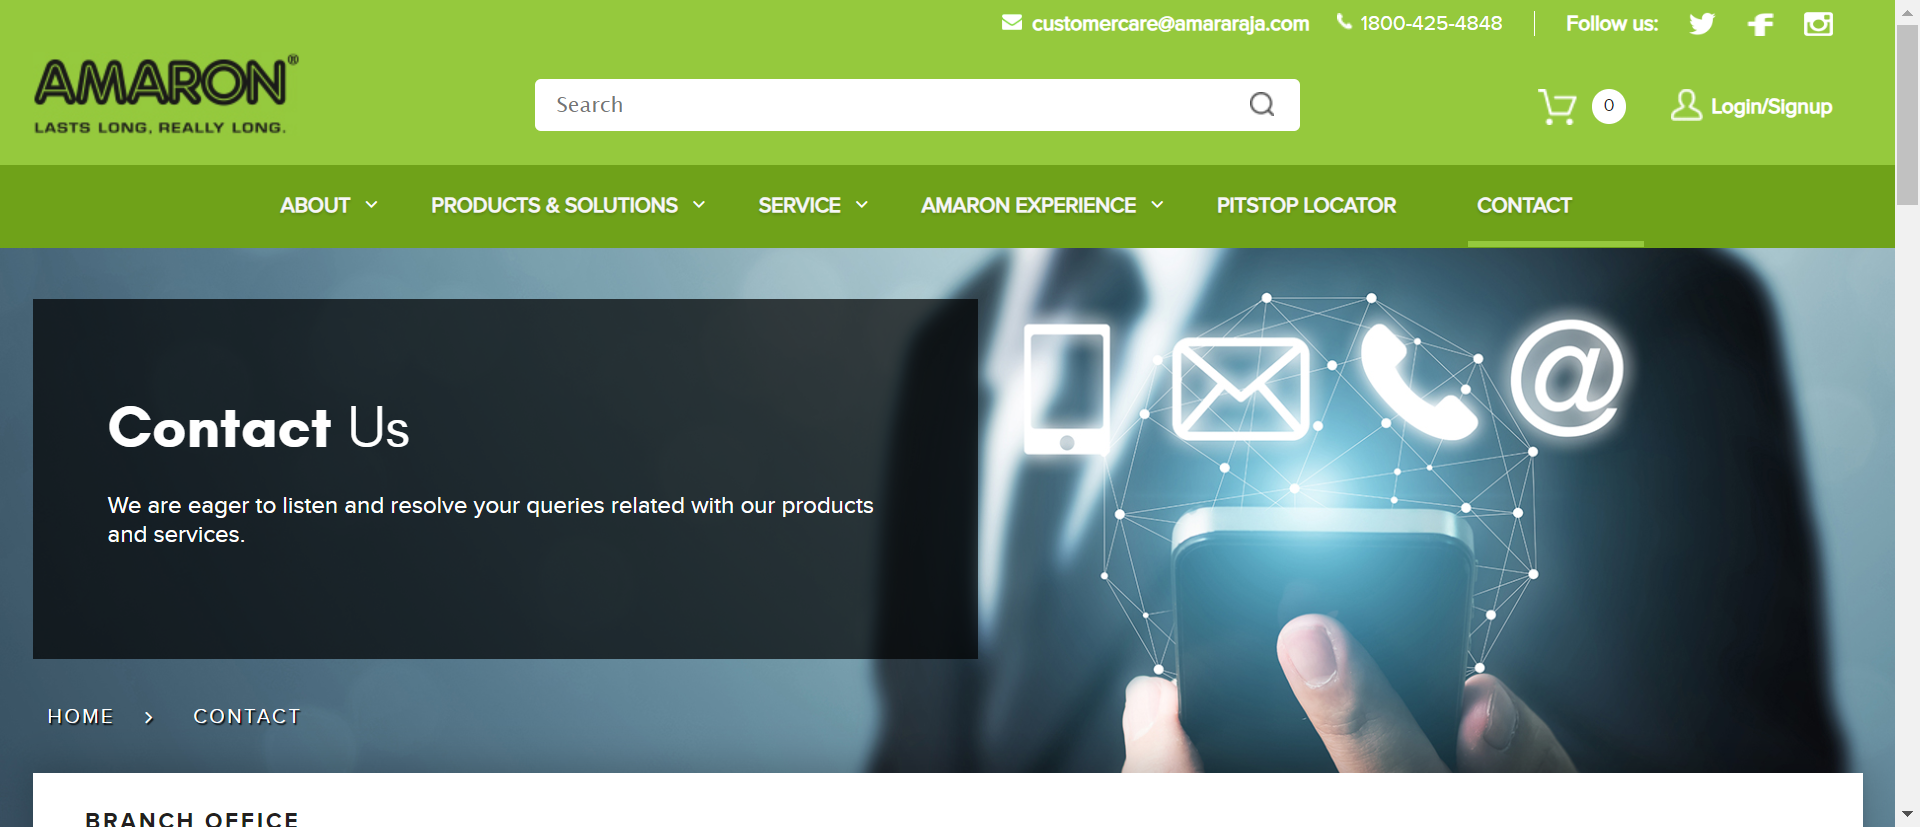 customercare@amararaja.com 1800-425-4848 Follow us:
AMARON®
LASTS LONG, REALLY LONG.
Search
0
Login/Signup
ABOUT PRODUCTS & SOLUTIONS SERVICE AMARON EXPERIENCE PITSTOP LOCATOR CONTACT
Contact Us
We are eager to listen and resolve your queries related with our products
and services.
HOME > CONTACT
BRANCH OFFICE